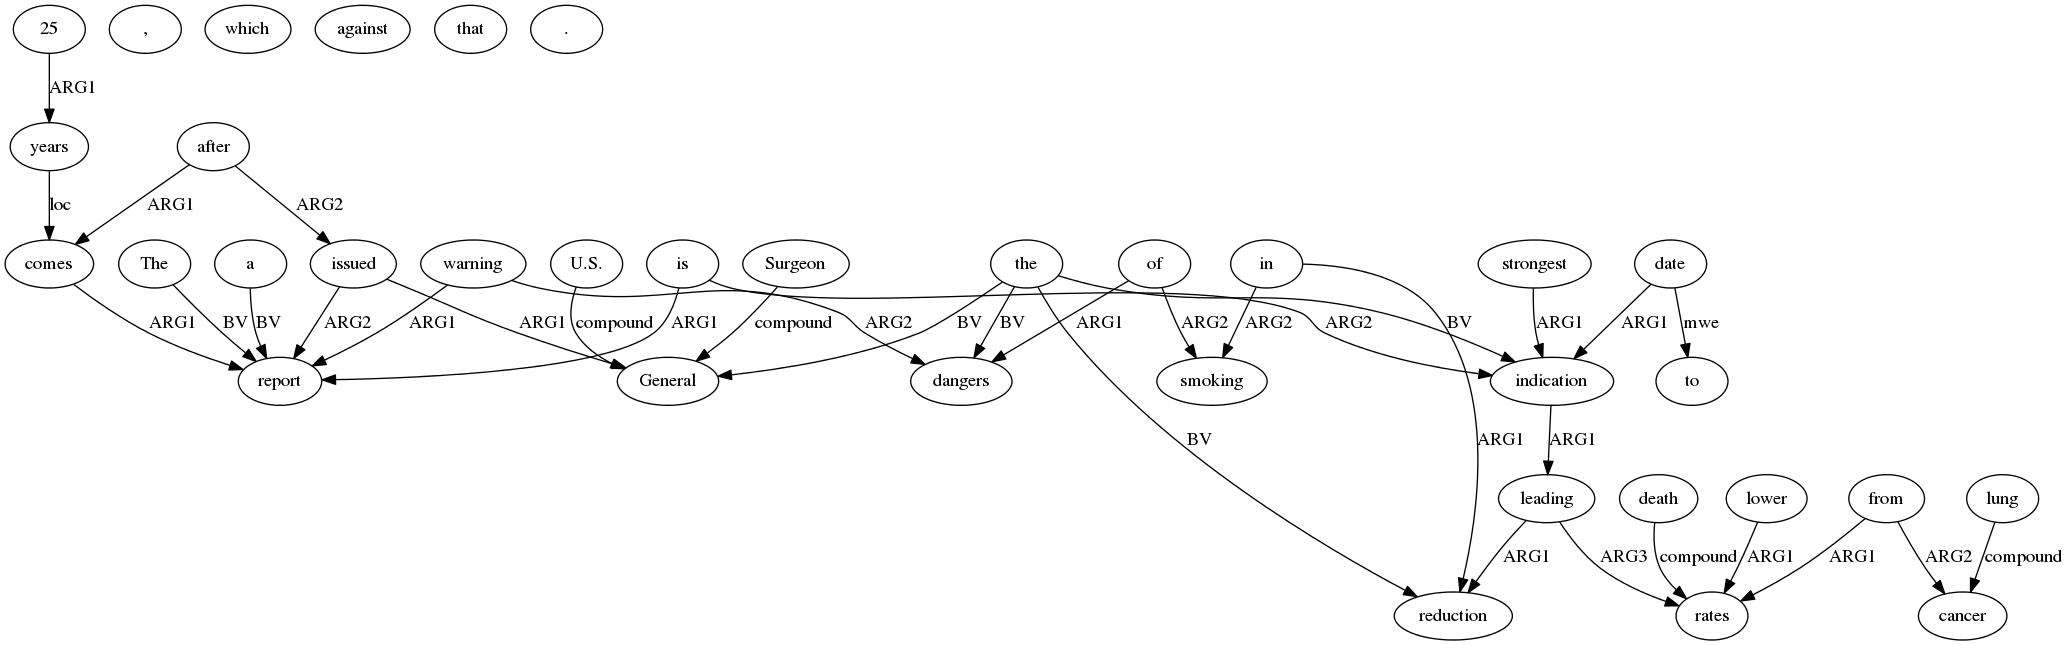 25 , which against that .
ARG1
years after
loc ARG1 ARG2
comes The a issued warning U.S. is Surgeon the of in strongest date
ARG1 BV BV ARG2 ARG1 ARG1 compound ARG1 compound ARG2 BV BV ARG1 ARG2 ARG2 ARG2 BV ARG1 ARG1 mwe
report General dangers smoking indication to
BV ARG1 ARG1
leading death lower from lung
ARG1 ARG3 compound ARG1 ARG1 ARG2 compound
reduction rates cancer